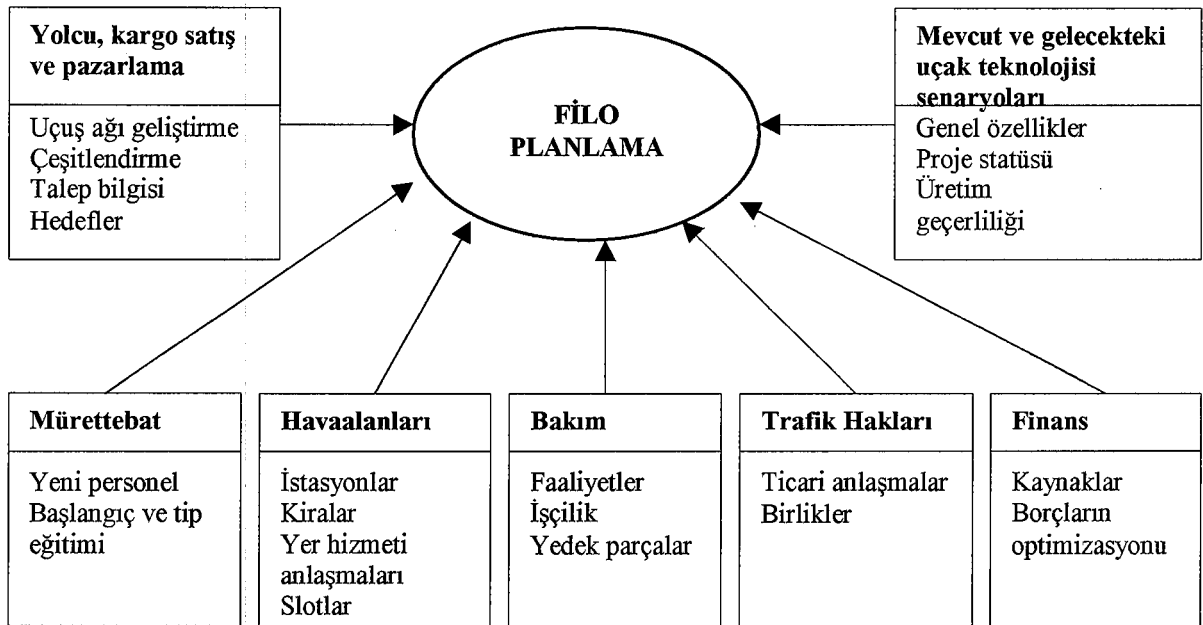 Yolcu, kargo satış
ve pazarlama
Uçuş ağı geliştirme
Çeşitlendirme
Talep bilgisi
Hedefler
FİLO
PLANLAMA
Mevcut ve gelecekteki
uçak teknolojisi
senaryoları
Genel özellikler
Proje statüsü
Üretim
geçerliliği
Mürettebat
Yeni personel
Başlangıç ve tip
eğitimi
Havaalanları
İstasyonlar
Kiralar
Yer hizmeti
anlaşmaları
Slotlar
Bakım
Faaliyetler
İşçilik
Yedek parçalar
Trafik Hakları
Ticari anlaşmalar
Birlikler
Finans
Kaynaklar
Borçların
optimizasyonu